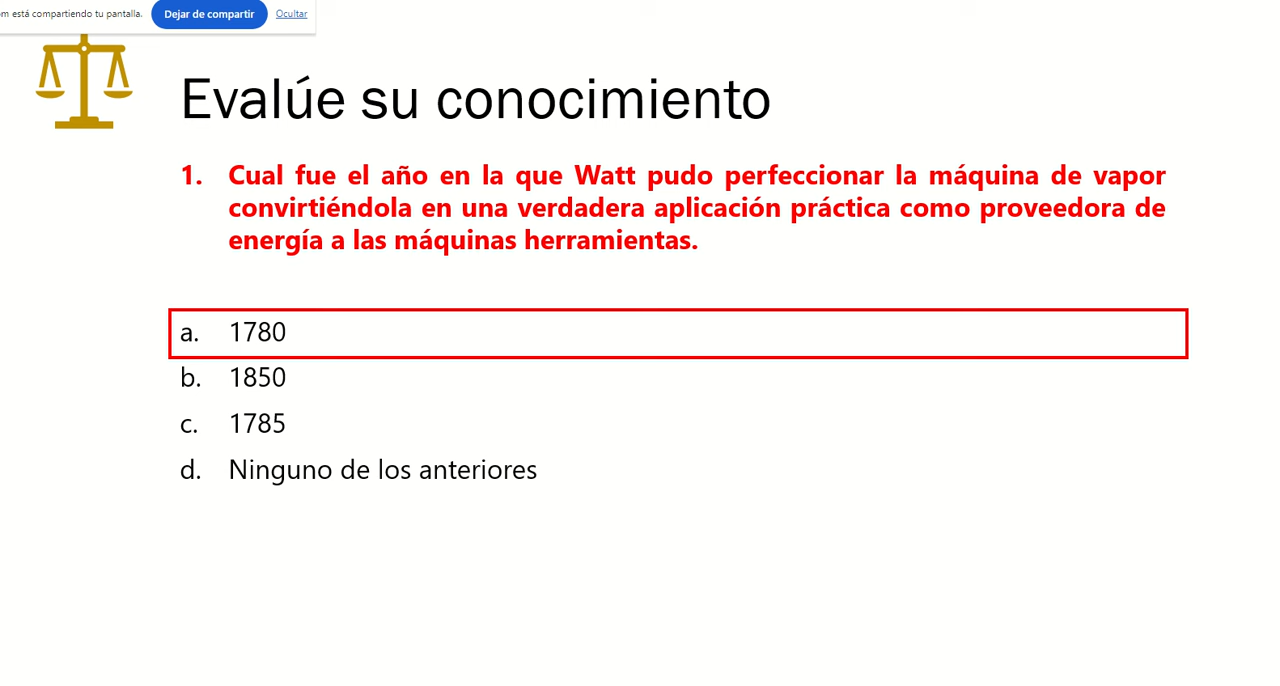 om está compartiendo tu pantalla. Dejar de compartir Ocultar
Evalúe su conocimiento
1. Cual fue el año en la que Watt pudo perfeccionar la máquina de vapor
convirtiéndola en una verdadera aplicación práctica como proveedora de
energía a las máquinas herramientas.
a. 1780
b. 1850
c. 1785
d. Ninguno de los anteriores